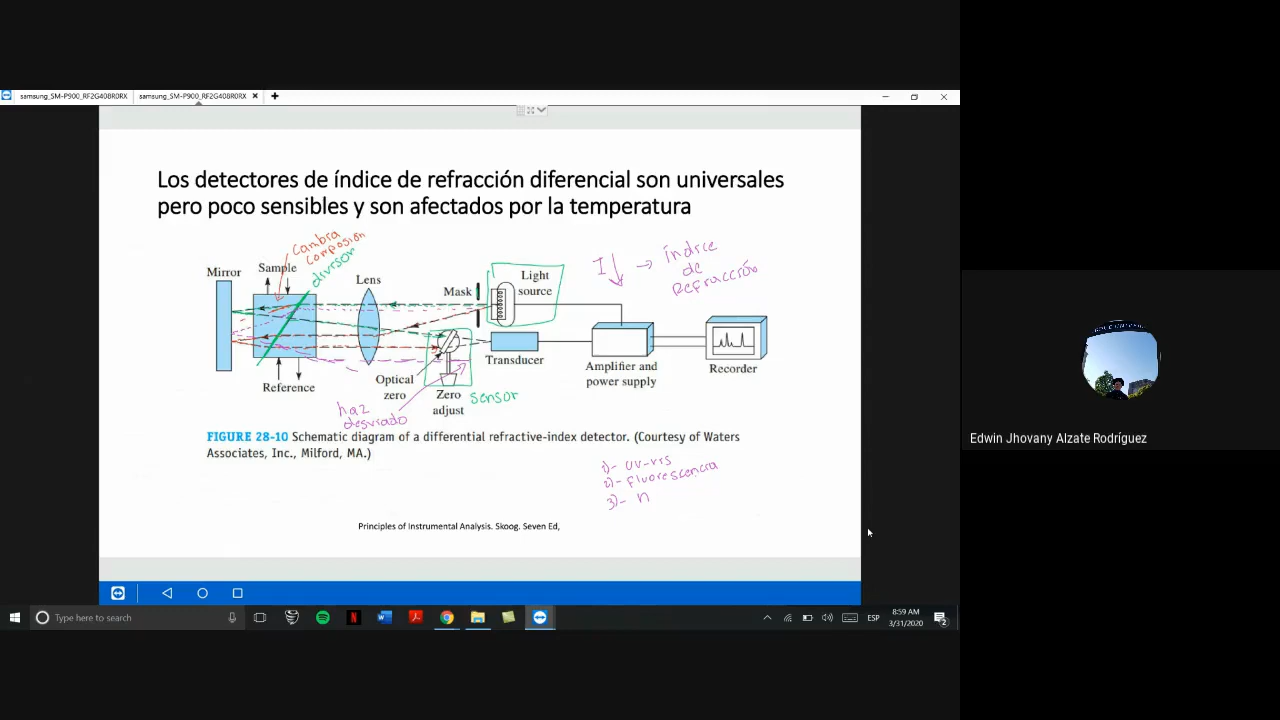 samsung_SM-P900_RF2G408R0RX
samsung_SM-P900_RF2G408R0RX
Los detectores de índice de refracción diferencial son universales
pero poco sensibles y son afectados por la temperatura
Cambia
composión
divisor
Mirror
Sample
Lens
Mask
Light
source
I ↓ → índice
de
Refracción
Reference
Optical
zero
Zero
adjust
sensor
Transducer
Amplifier and
power supply
Recorder
haz
desviado
FIGURE 28-10 Schematic diagram of a differential refractive-index detector. (Courtesy of Waters
Associates, Inc., Milford, MA.)
1)- UV-VIS
2)- Fluorescencia
3)- n
Principles of Instrumental Analysis. Skoog. Seven Ed,
Edwin Jhovany Alzate Rodríguez
Type here to search
ESP
8:59 AM
3/31/2020
2